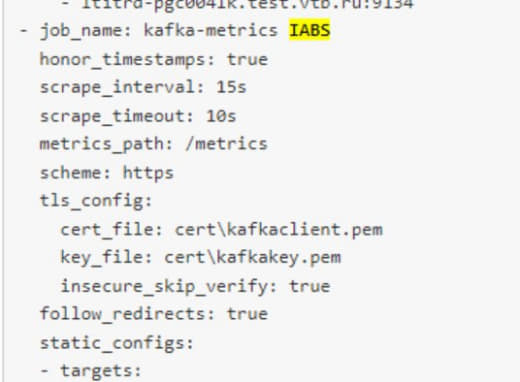 - ltitrd-pgc0041k.test.vtb.ru:9134
- job_name: kafka-metrics IABS
honor_timestamps: true
scrape_interval: 15s
scrape_timeout: 10s
metrics_path: /metrics
scheme: https
tls_config:
cert_file: cert\kafkaclient.pem
key_file: cert\kafkakey.pem
insecure_skip_verify: true
follow_redirects: true
static_configs:
- targets: